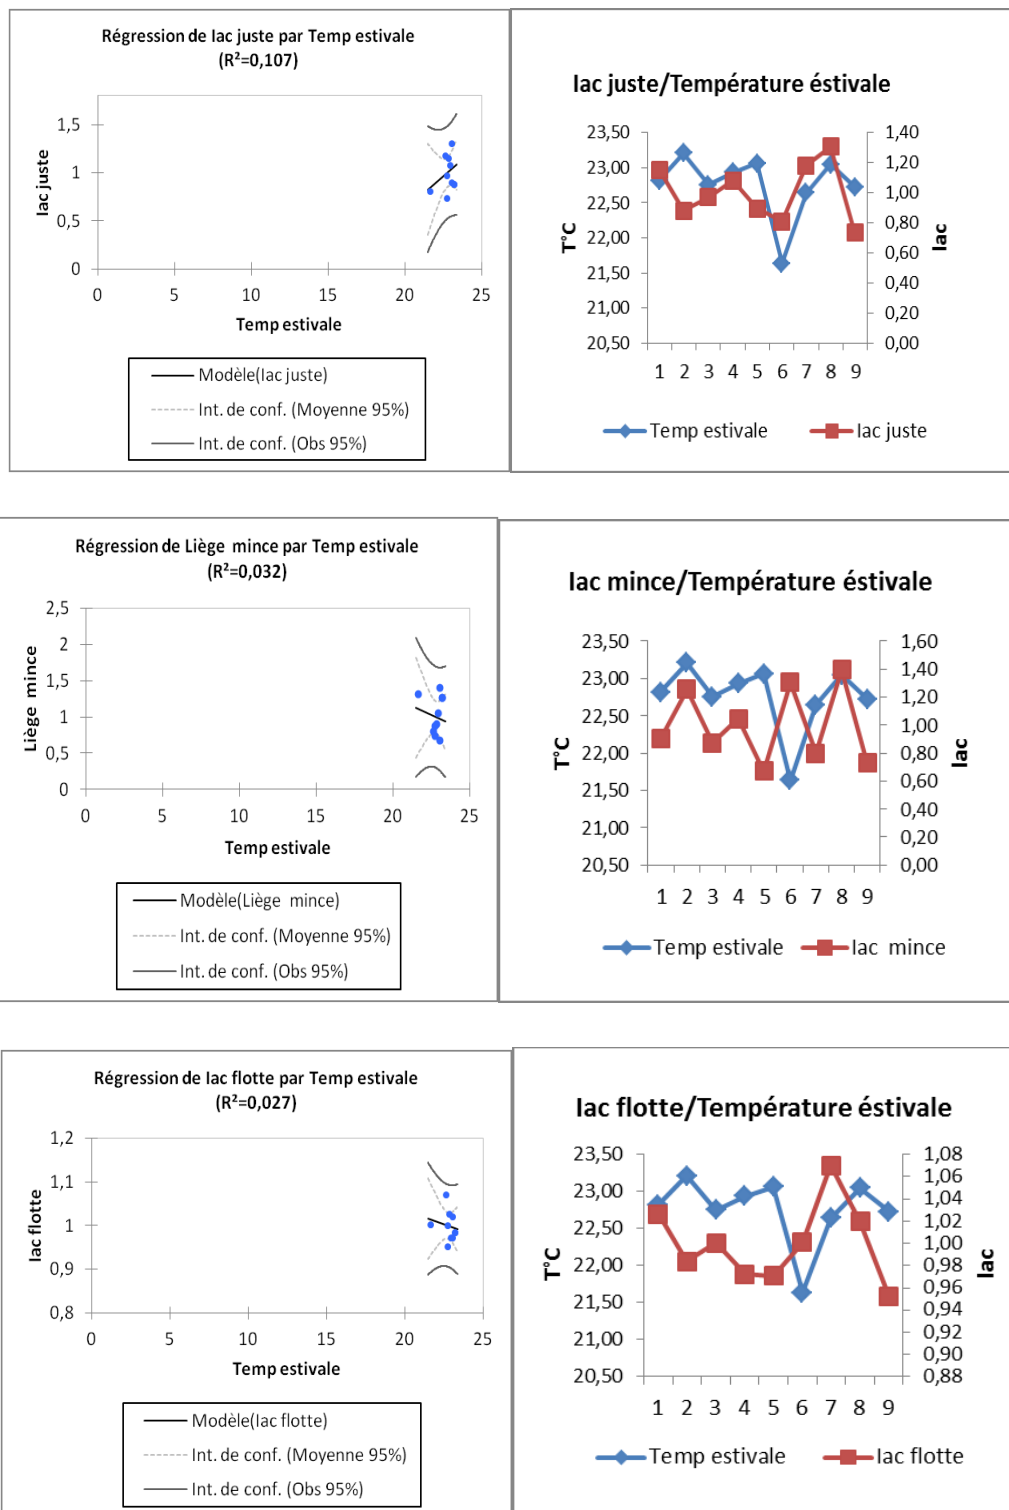 Régression de Iac juste par Temp estivale
(R²=0,107)
1,5
1
0,5
0
Iac juste
0 5 10 15 20 25
Temp estivale
Modèle(Iac juste)
Int. de conf. (Moyenne 95%)
Int. de conf. (Obs 95%)
Iac juste/Température éstivale
23,50
23,00
22,50
22,00
21,50
21,00
20,50
T°C
1,40
1,20
1,00
0,80
0,60
0,40
0,20
0,00
Iac
1 2 3 4 5 6 7 8 9
Temp estivale Iac juste
Régression de Liège mince par Temp estivale
(R²=0,032)
2,5
2
1,5
1
0,5
0
Liège mince
0 5 10 15 20 25
Temp estivale
Modèle(Liège mince)
Int. de conf. (Moyenne 95%)
Int. de conf. (Obs 95%)
Iac mince/Température éstivale
23,50
23,00
22,50
22,00
21,50
21,00
20,50
T°C
1,60
1,40
1,20
1,00
0,80
0,60
0,40
0,20
0,00
Iac
1 2 3 4 5 6 7 8 9
Temp estivale Iac mince
Régression de Iac flotte par Temp estivale
(R²=0,027)
1,2
1,1
1
0,9
0,8
Iac flotte
0 5 10 15 20 25
Temp estivale
Modèle(Iac flotte)
Int. de conf. (Moyenne 95%)
Int. de conf. (Obs 95%)
Iac flotte/Température éstivale
23,50
23,00
22,50
22,00
21,50
21,00
20,50
T°C
1,08
1,06
1,04
1,02
1,00
0,98
0,96
0,94
0,92
0,90
0,88
Iac
1 2 3 4 5 6 7 8 9
Temp estivale Iac flotte